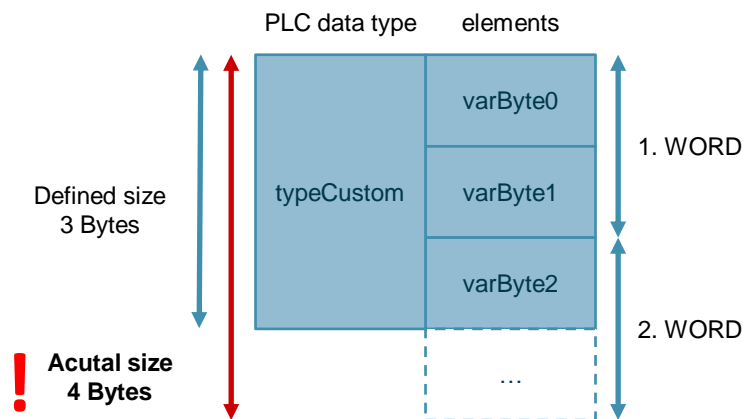 PLC data type
elements
varByte0
1. WORD
Defined size
3 Bytes
typeCustom
varByte1
varByte2
2. WORD
! Acutal size
4 Bytes
...